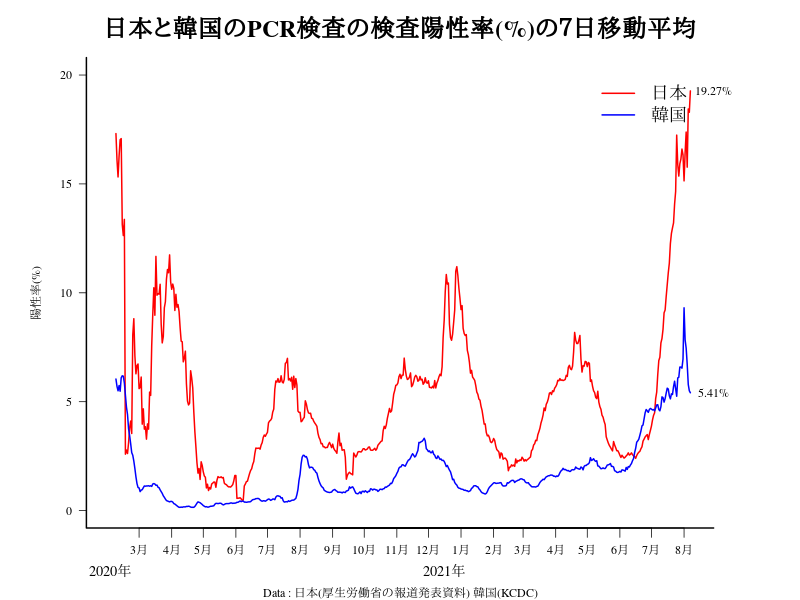 日本と韓国のPCR検査の検査陽性率(%)の7日移動平均
陽性率(%)
20
15
10
5
0
日本
韓国
19.27%
5.41%
3月 4月 5月 6月 7月 8月 9月 10月 11月 12月 1月 2月 3月 4月 5月 6月 7月 8月
2020年 2021年
Data : 日本(厚生労働省の報道発表資料) 韓国(KCDC)